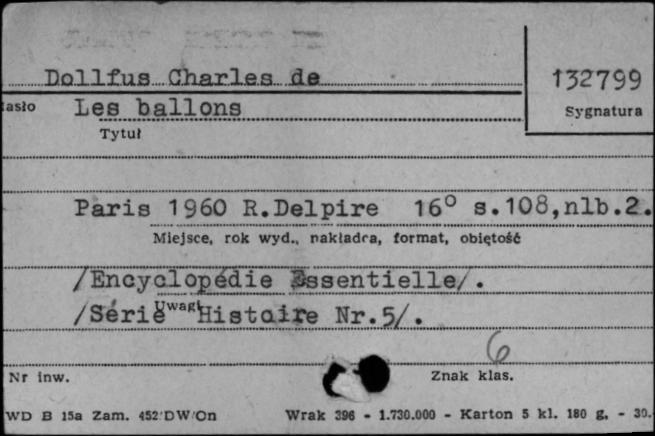 Dollfus Charles de
132799
asło
Les ballons
Sygnatura
Tytuł
Paris 1960 R.Delpire 16° s.108,nlb.2.
Miejsce, rok wyd., nakładca, format, objętość
/Encyclopédie Essentielle/.
Uwagi
/Série Histoire Nr.5/.
6
Nr inw.
Znak klas.
WD B 15a Zam. 452/DW/On Wrak 396 - 1.730.000 - Karton 5 kl. 180 g. - 30.